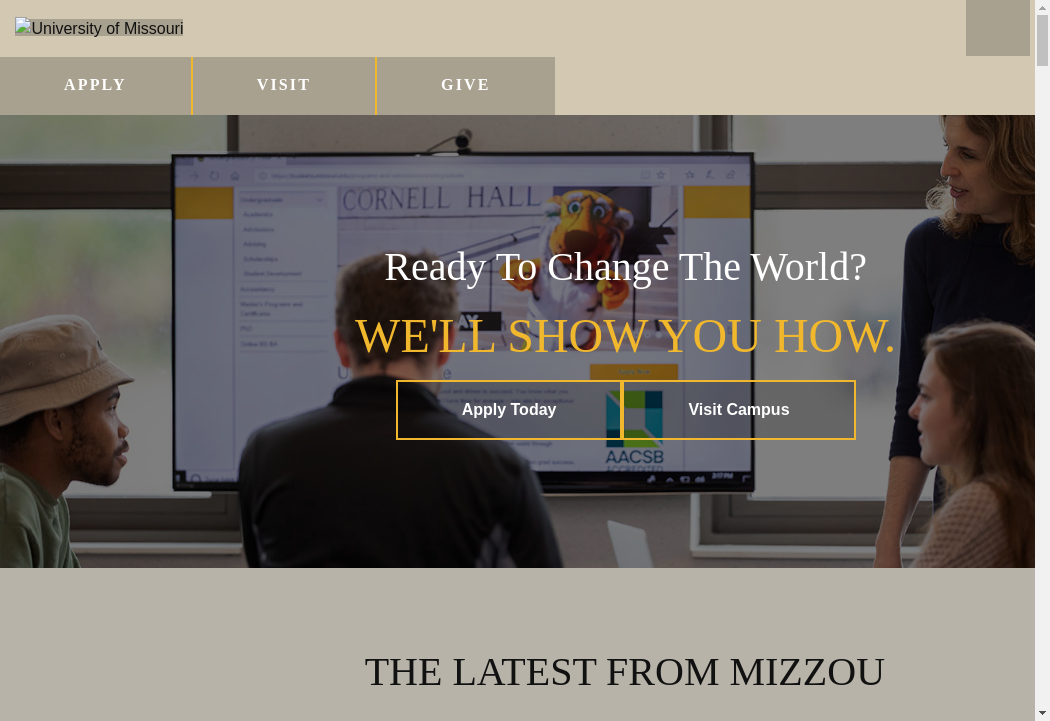 University of Missouri
APPLY
VISIT
GIVE
CORNELL HALL
Ready To Change The World?
WE'LL SHOW YOU HOW.
Apply Today
Visit Campus
AACSB
ACCREDITED
THE LATEST FROM MIZZOU